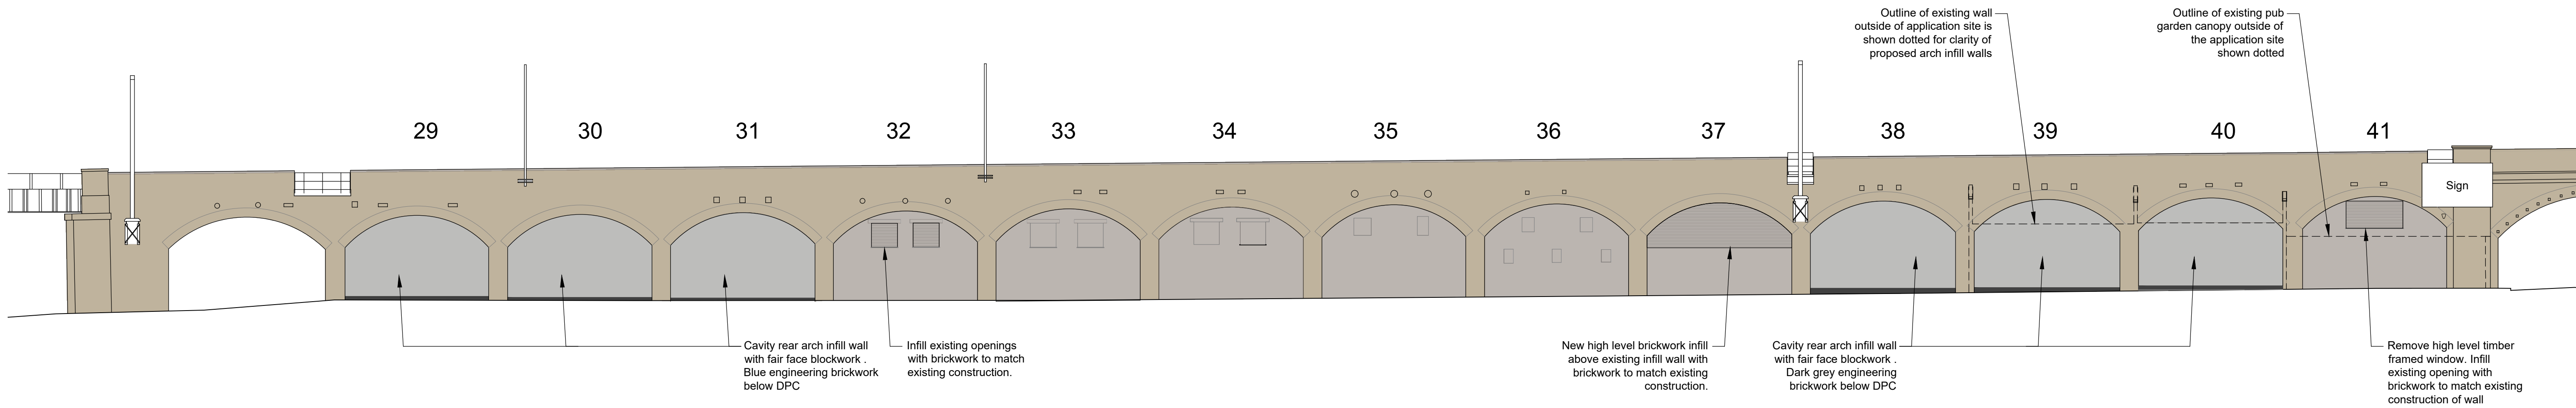 Outline of existing wall
outside of application site is
shown dotted for clarity of
proposed arch infill walls
Outline of existing pub
garden canopy outside of
the application site
shown dotted
29
30
31
32
33
34
35
36
37
38
39
40
41
Sign
Cavity rear arch infill wall
with fair face blockwork .
Blue engineering brickwork
below DPC
Infill existing openings
with brickwork to match
existing construction.
New high level brickwork infill
above existing infill wall with
brickwork to match existing
construction.
Cavity rear arch infill wall
with fair face blockwork .
Dark grey engineering
brickwork below DPC
Remove high level timber
framed window. Infill
existing opening with
brickwork to match existing
construction of wall